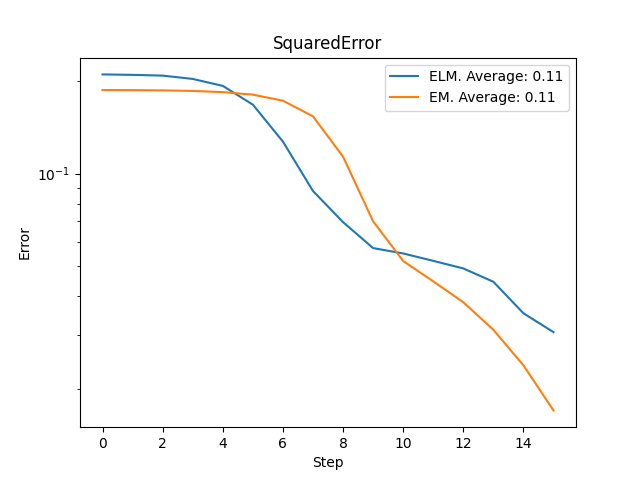 SquaredError
ELM. Average: 0.11
EM. Average: 0.11
10⁻¹
Error
0 2 4 6 8 10 12 14
Step